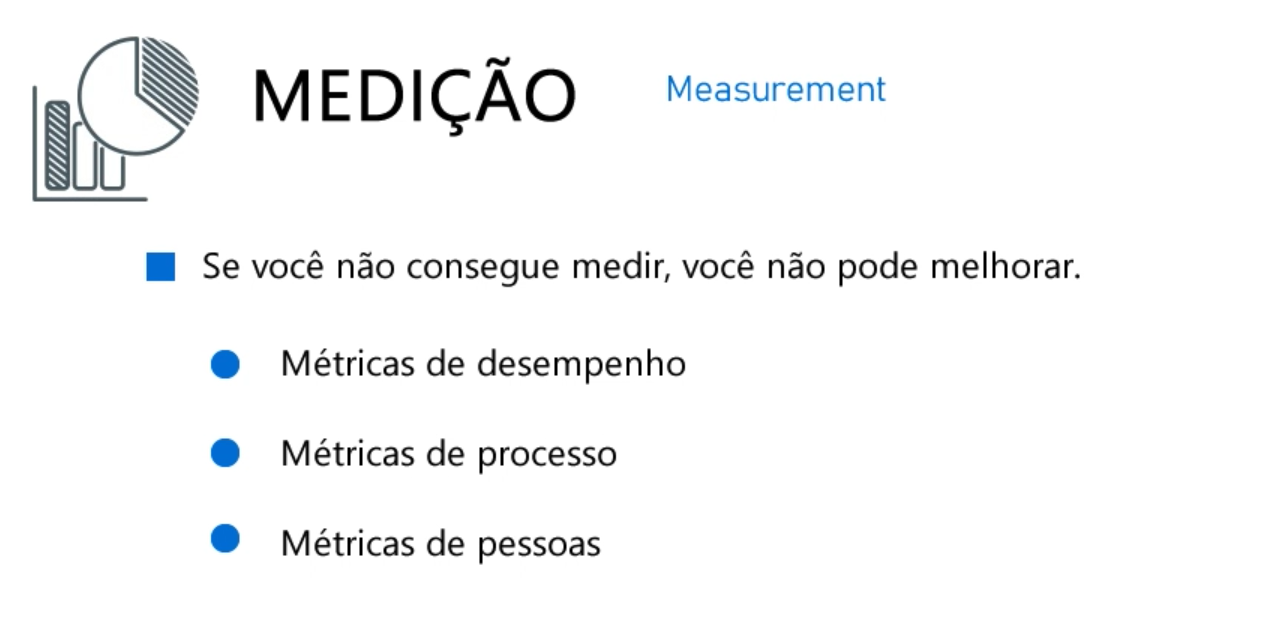 MEDIÇÃO Measurement
Se você não consegue medir, você não pode melhorar.
Métricas de desempenho
Métricas de processo
Métricas de pessoas